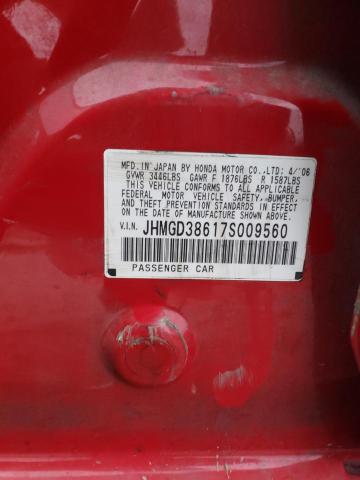 MFD. IN JAPAN BY HONDA MOTOR CO.,LTD: 4/'06
GVWR 3446LBS GAWR F 1876LBS R 1587LBS
THIS VEHICLE CONFORMS TO ALL APPLICABLE
FEDERAL MOTOR VEHICLE SAFETY, BUMPER,
AND THEFT PREVENTION STANDARDS IN EFFECT
ON THE DATE OF MANUFACTURE SHOWN ABOVE.
V.I.N. JHMGD38617S009560
PASSENGER CAR